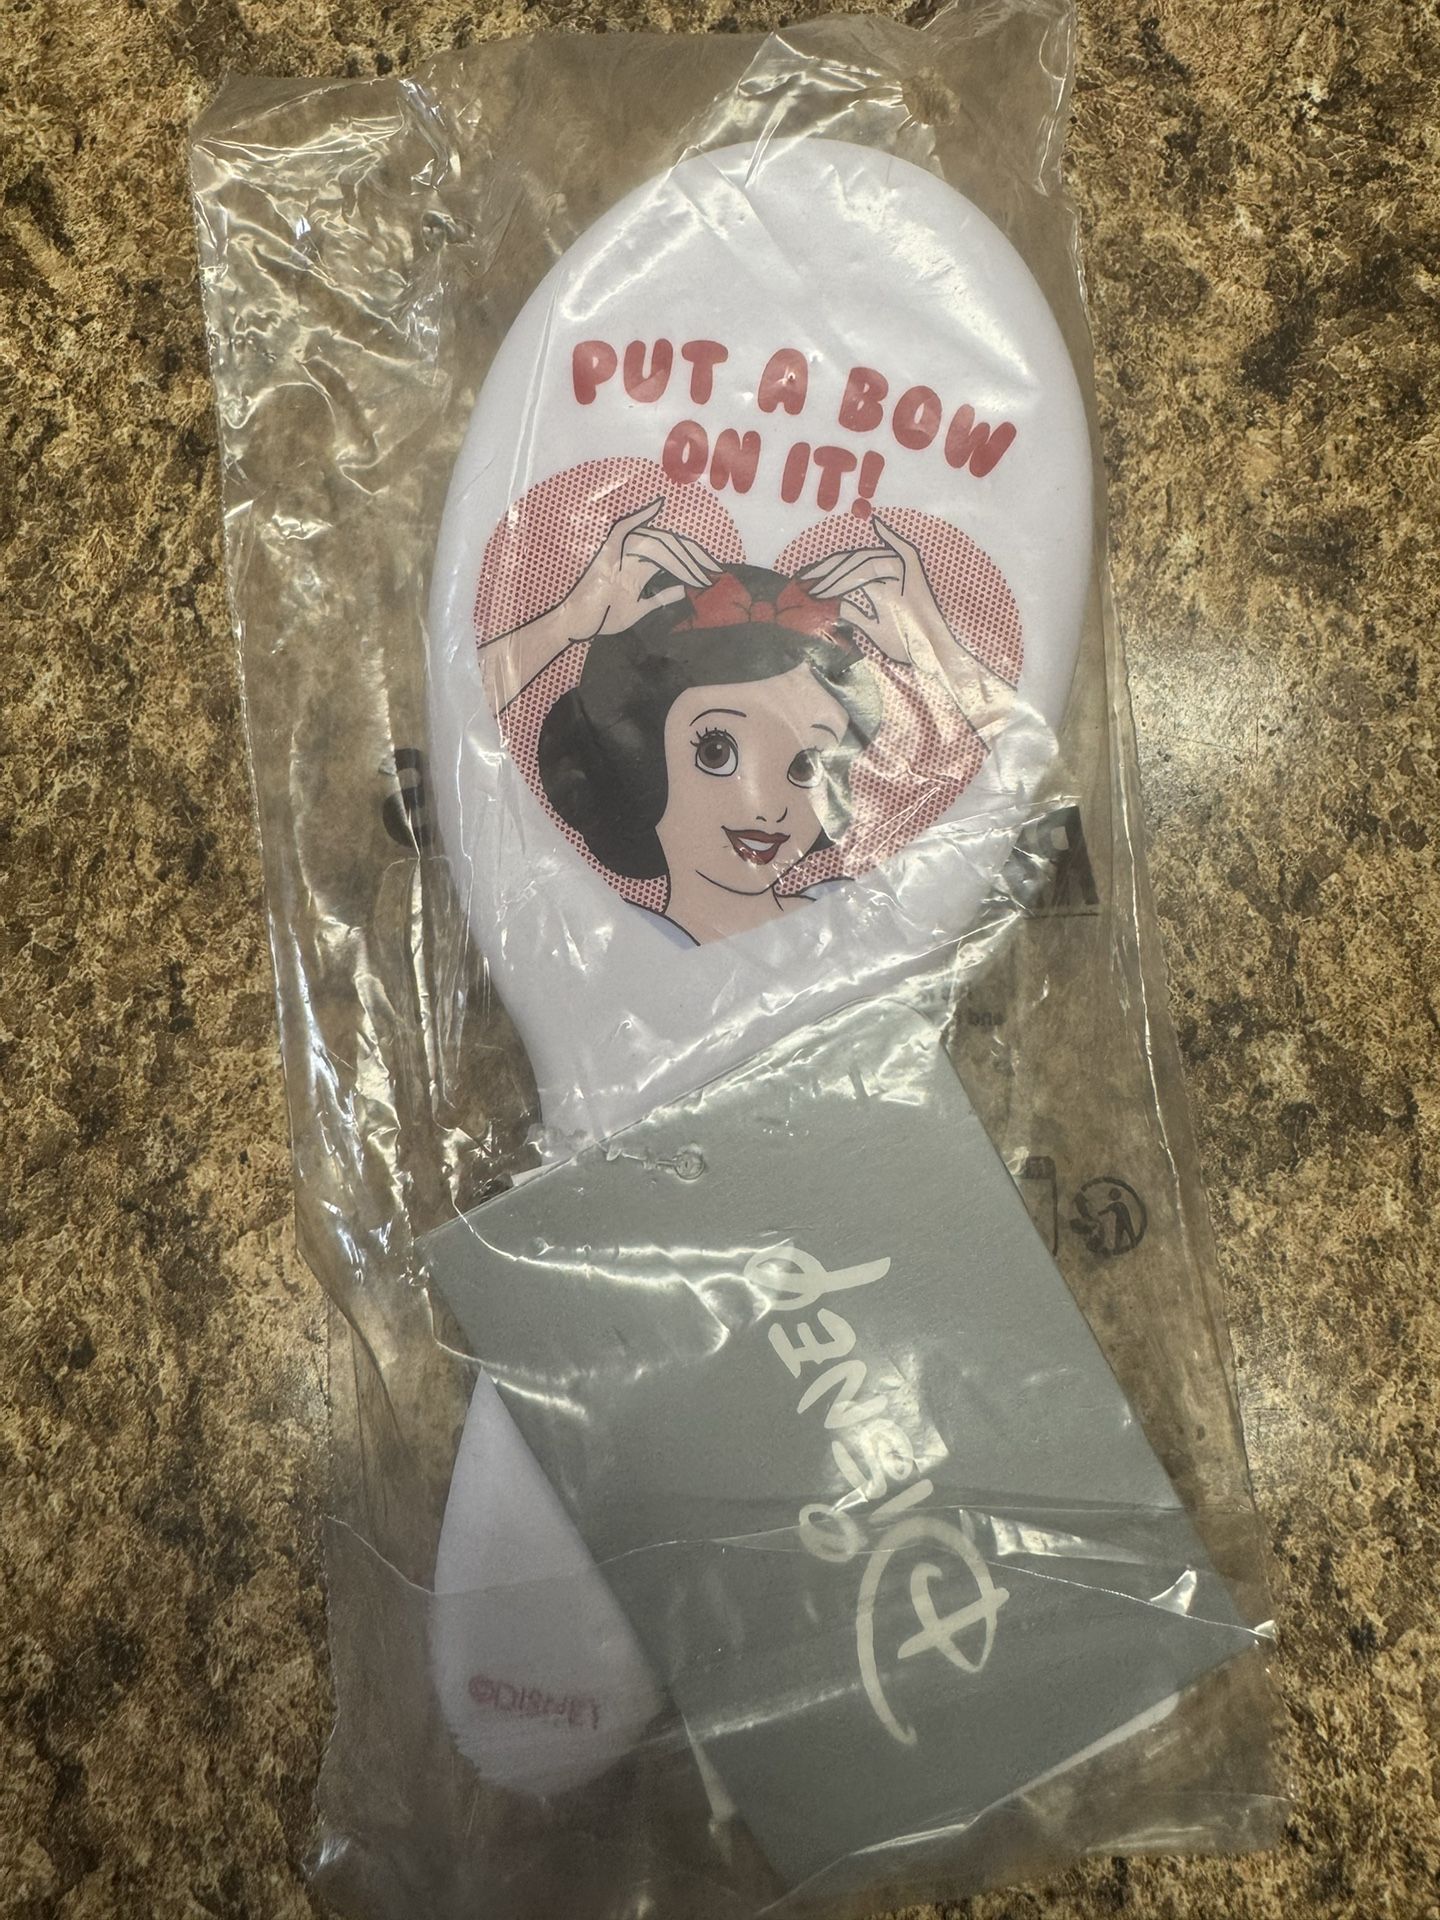 PUT A BOW
ON IT!
Disney
©DISNEY